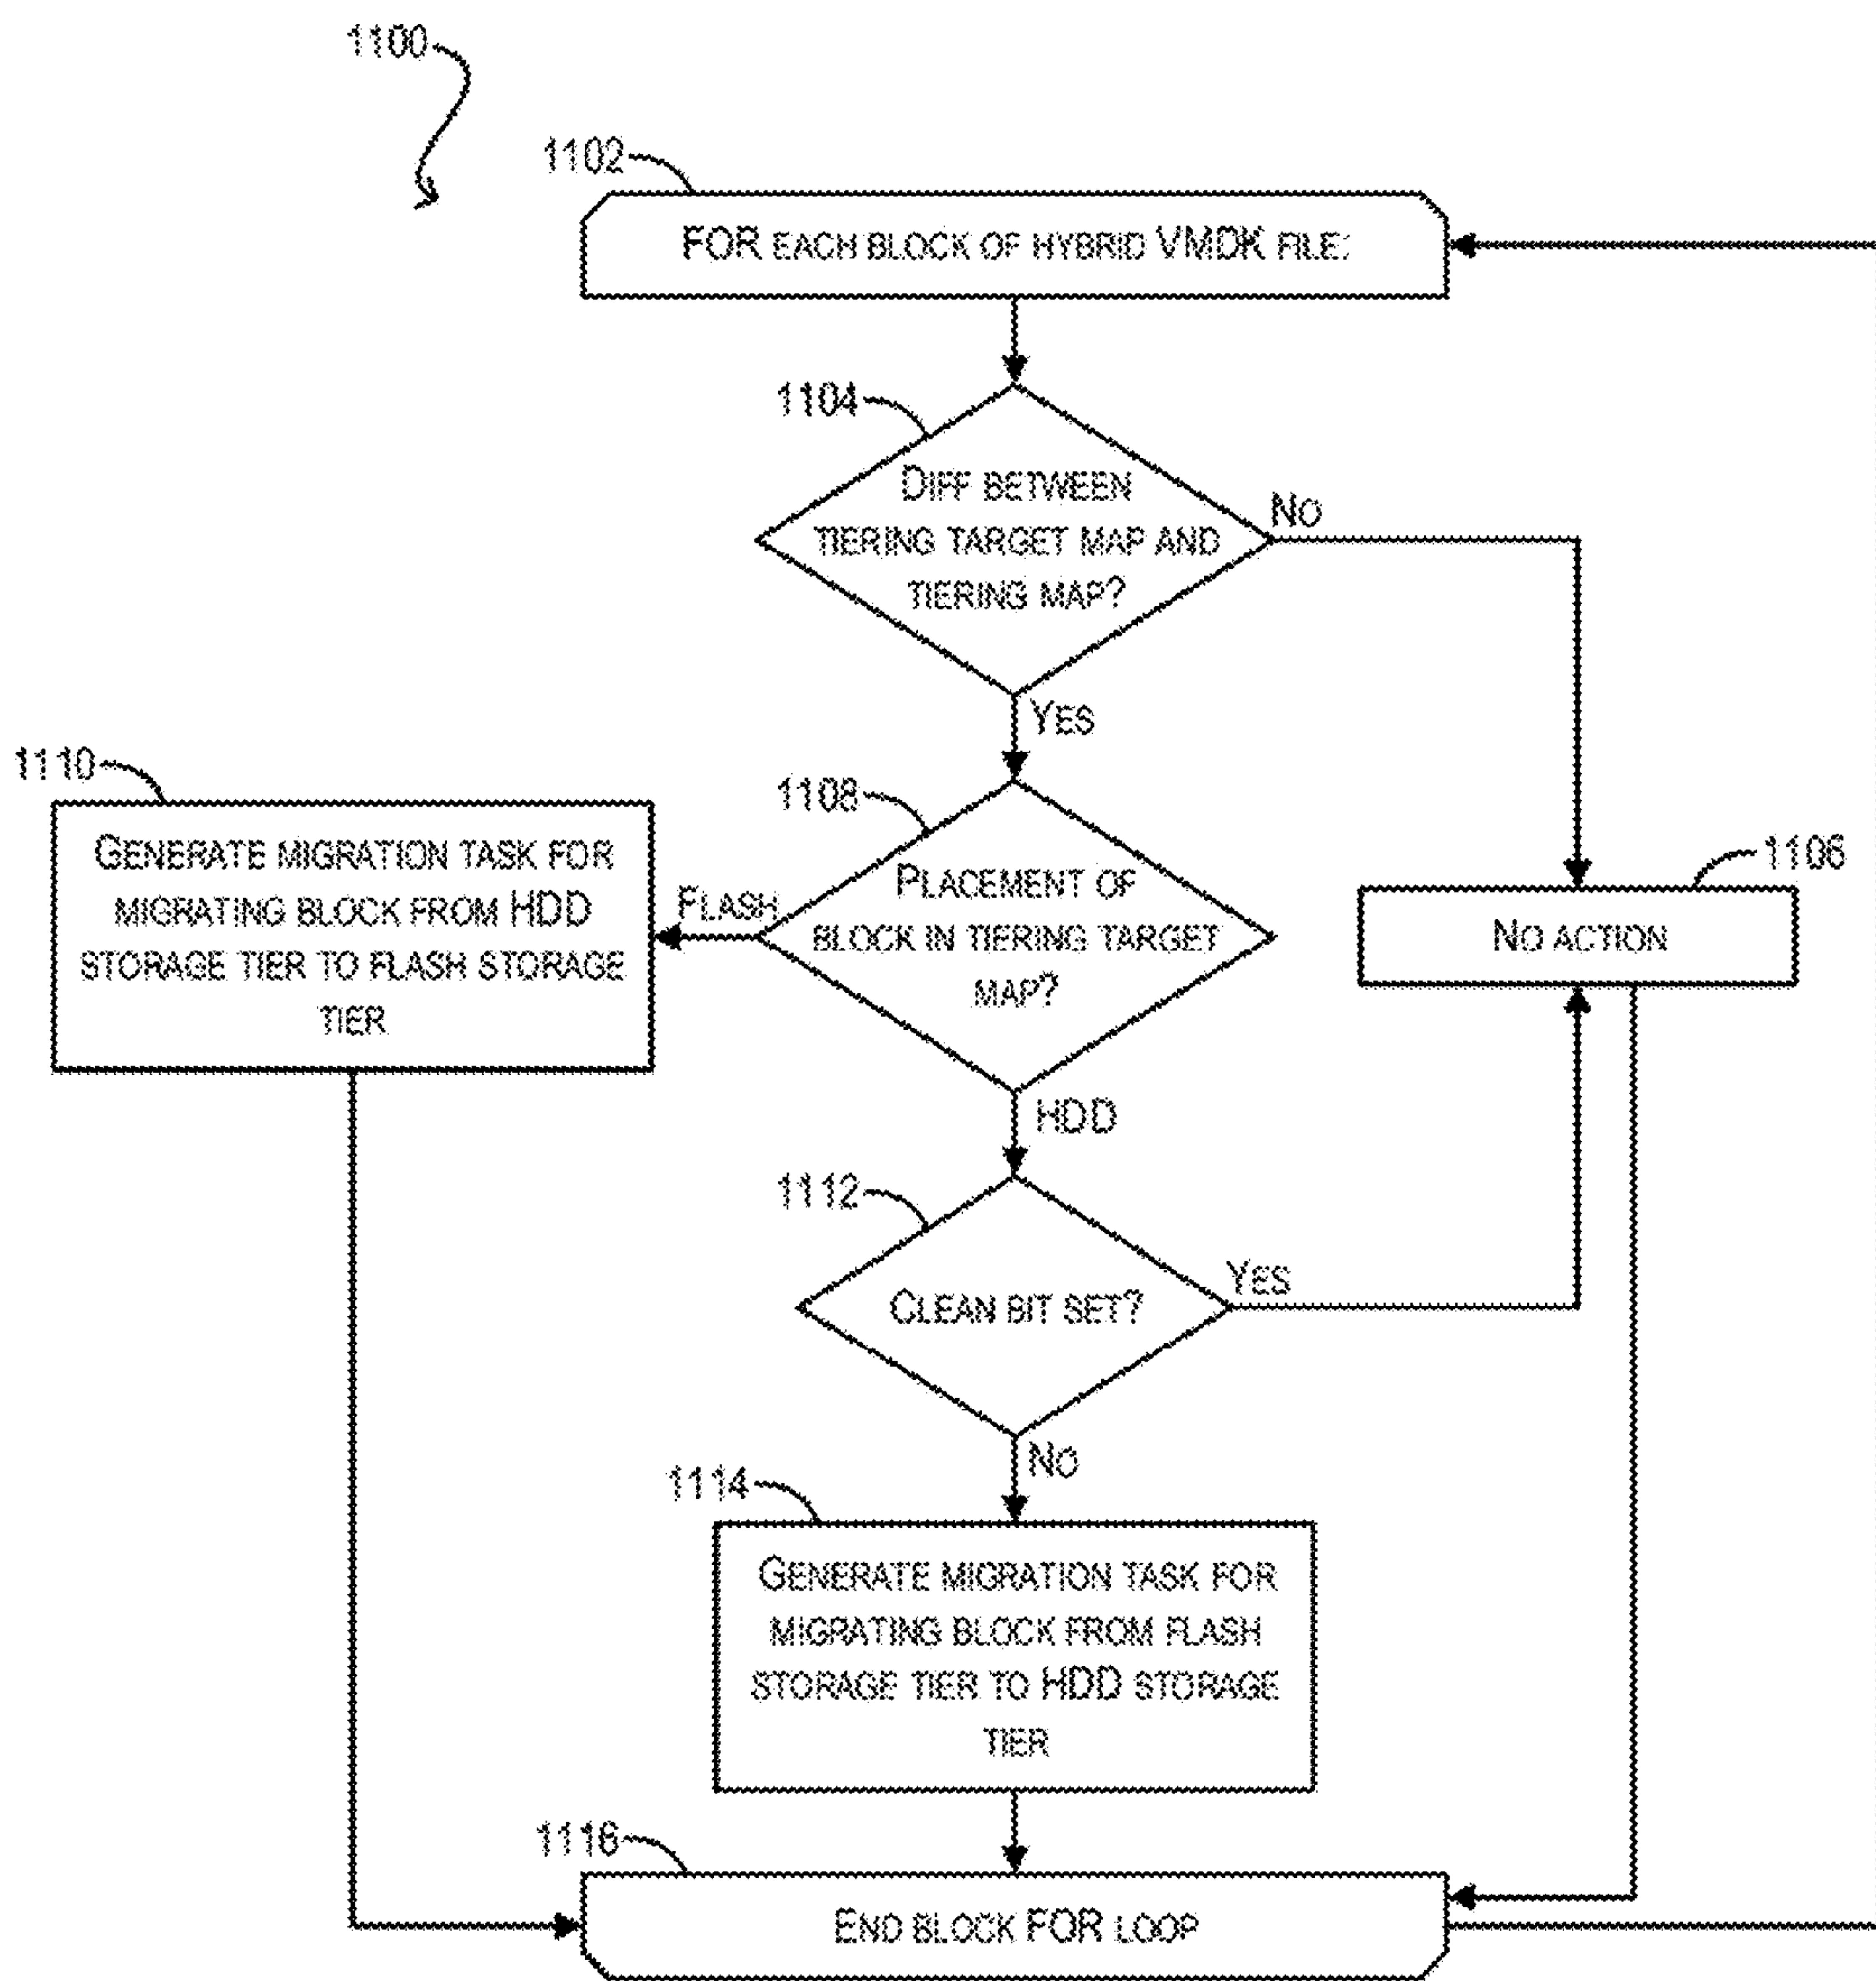 1100
1102
FOR EACH BLOCK OF HYBRID VMDK FILE:
1104
DIFF BETWEEN
TIERING TARGET MAP AND
TIERING MAP?
NO
YES
1110
GENERATE MIGRATION TASK FOR
MIGRATING BLOCK FROM HDD
STORAGE TIER TO FLASH STORAGE
TIER
FLASH
1108
PLACEMENT OF
BLOCK IN TIERING TARGET
MAP?
1106
NO ACTION
HDD
1112
CLEAN BIT SET?
YES
NO
1114
GENERATE MIGRATION TASK FOR
MIGRATING BLOCK FROM FLASH
STORAGE TIER TO HDD STORAGE
TIER
1116
END BLOCK FOR LOOP